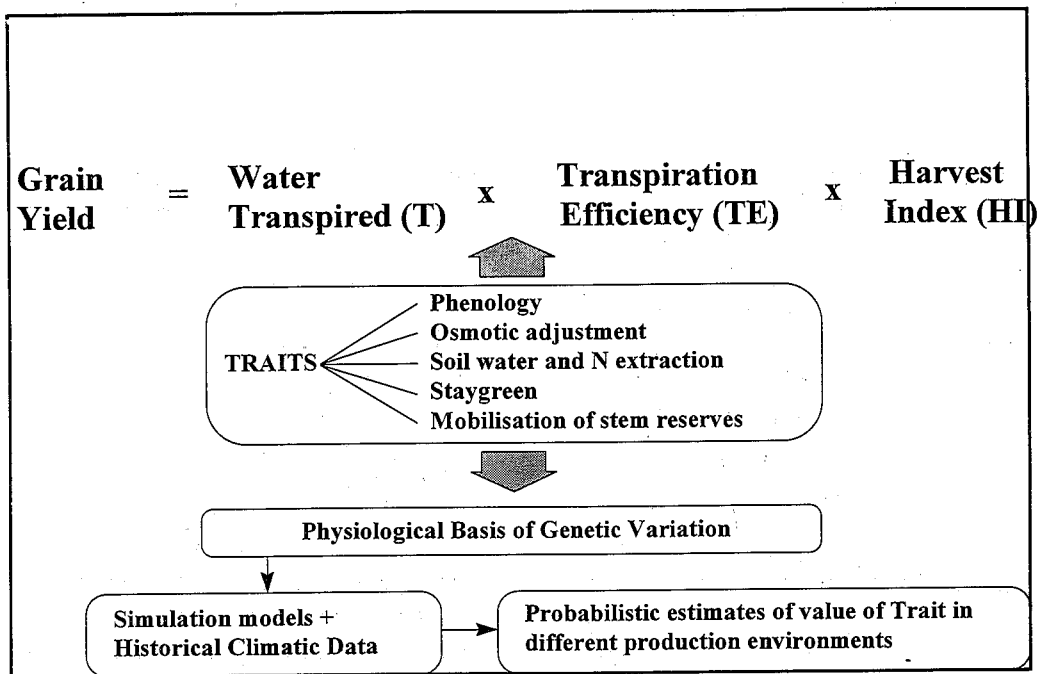 Grain Yield = Water Transpired (T) x Transpiration Efficiency (TE) x Harvest Index (HI)
TRAITS
Phenology
Osmotic adjustment
Soil water and N extraction
Staygreen
Mobilisation of stem reserves
Physiological Basis of Genetic Variation
Simulation models +
Historical Climatic Data
Probabilistic estimates of value of Trait in
different production environments